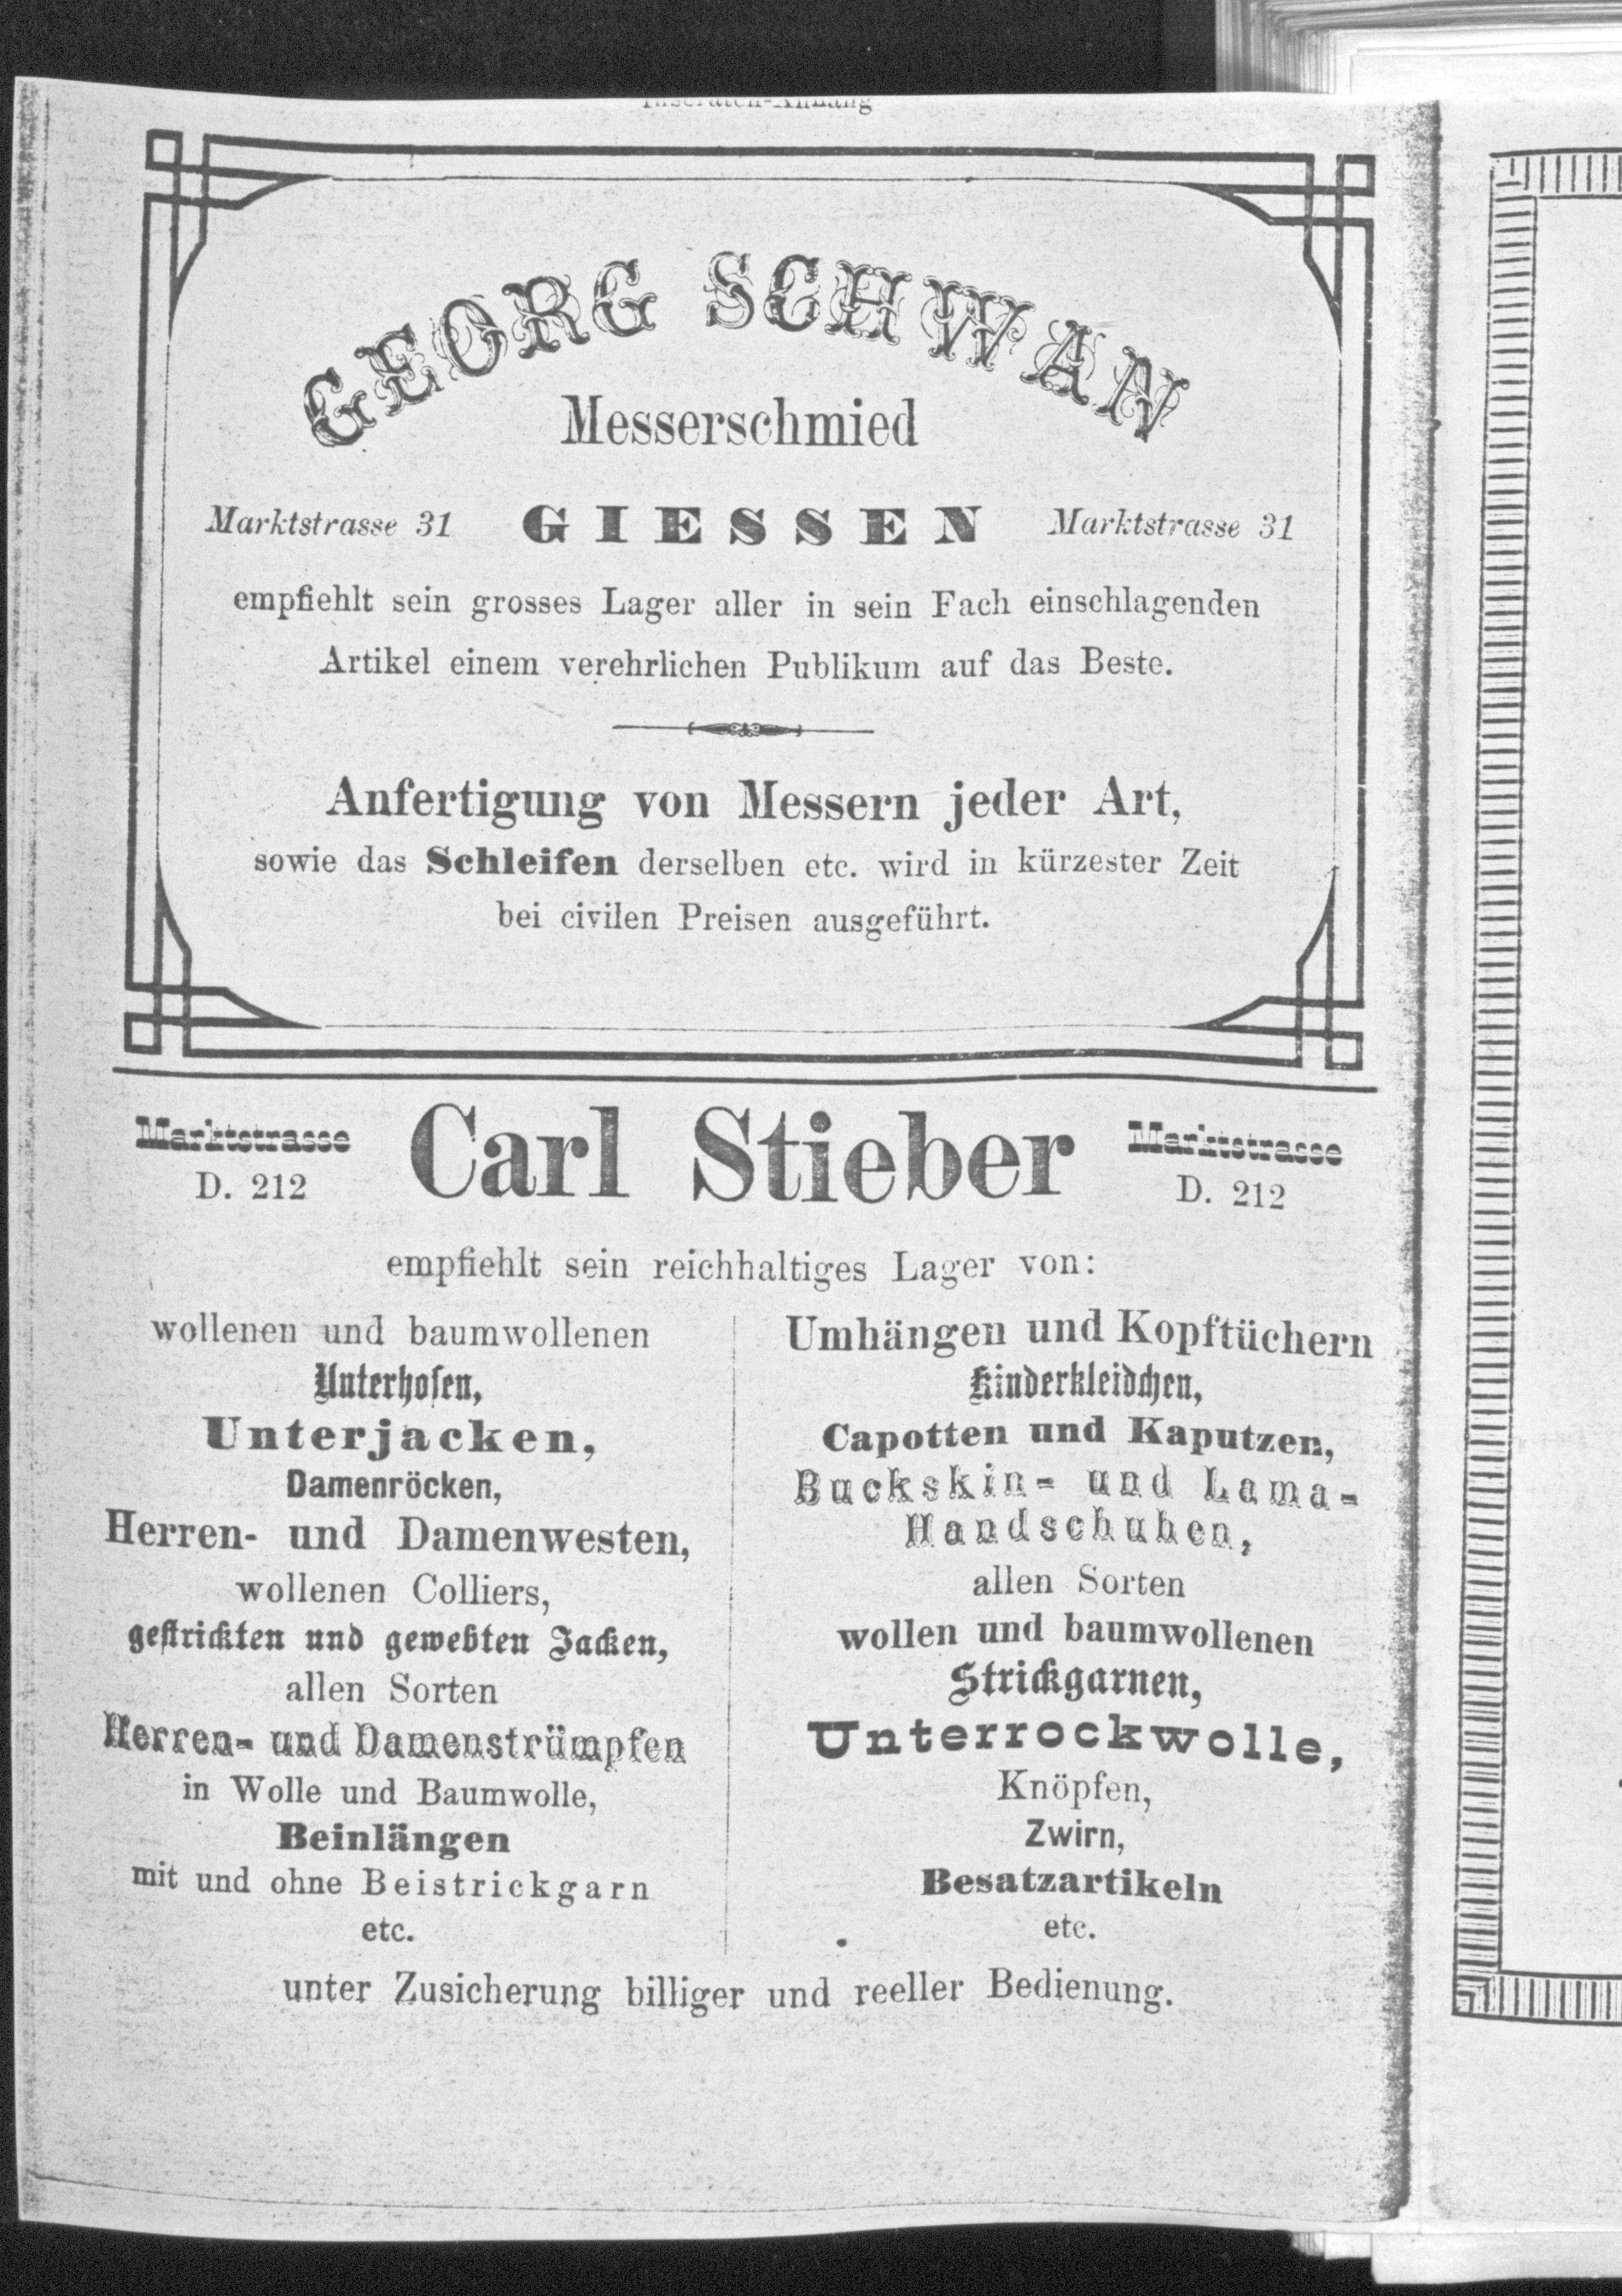 Inseraten-Anhang
GEORG SCHWAN
Messerschmied
Marktstrasse 31 GIESSEN Marktstrasse 31
empfiehlt sein grosses Lager aller in sein Fach einschlagenden
Artikel einem verehrlichen Publikum auf das Beste.
Anfertigung von Messern jeder Art,
sowie das Schleifen derselben etc. wird in kürzester Zeit
bei civilen Preisen ausgeführt.
Marktstrasse Carl Stieber Marktstrasse
D. 212 D. 212
empfiehlt sein reichhaltiges Lager von:
wollenen und baumwollenen
Unterhosen,
Unterjacken,
Damenröcken,
Herren- und Damenwesten,
wollenen Colliers,
gestrickten und gewebten Jacken,
allen Sorten
Herren- und Damenstrümpfen
in Wolle und Baumwolle,
Beinlängen
mit und ohne Beistrickgarn
etc.
Umhängen und Kopftüchern
Kinderkleidchen,
Capotten und Kaputzen,
Buckskin- und Lama-
Handschuhen,
allen Sorten
wollen und baumwollenen
Strickgarnen,
Unterrockwolle,
Knöpfen,
Zwirn,
Besatzartikeln
etc.
unter Zusicherung billiger und reeller Bedienung.